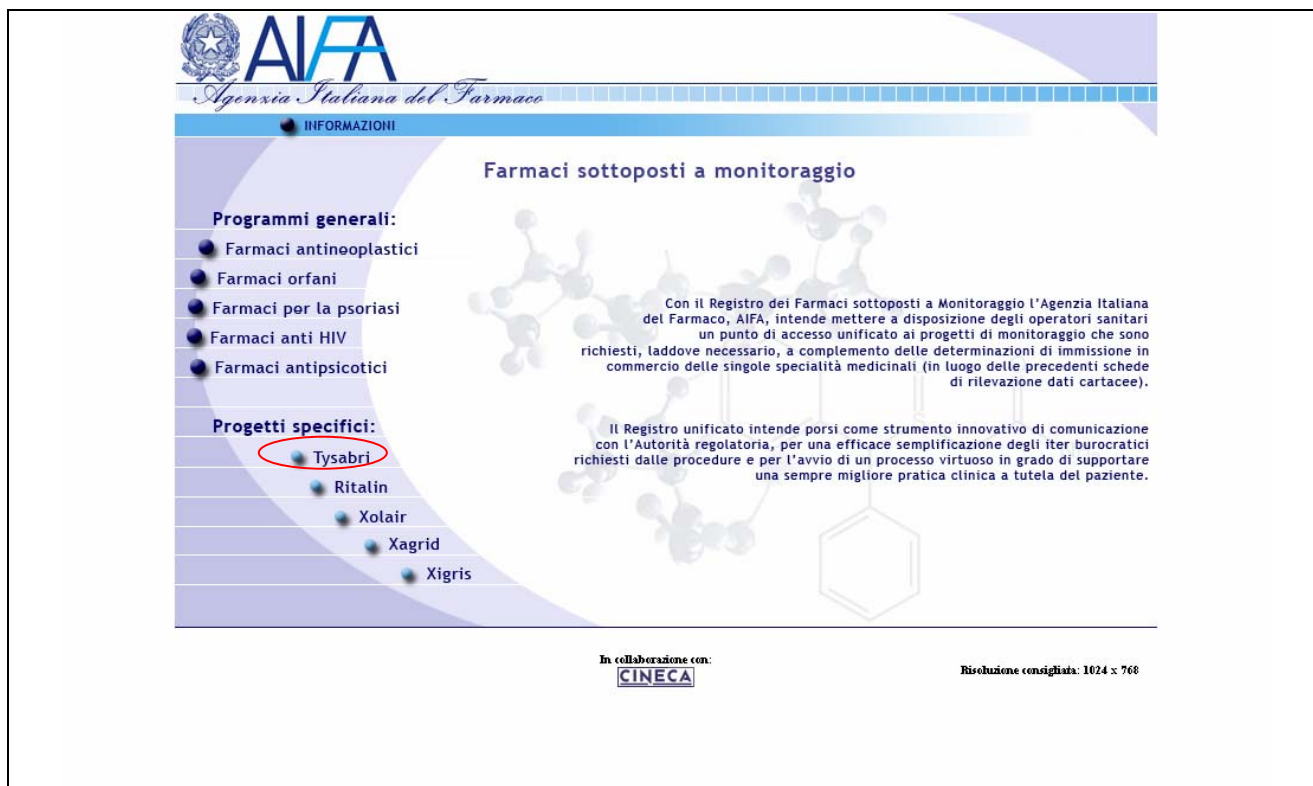 AIFA
Agenzia Italiana del Farmaco
INFORMAZIONI
Farmaci sottoposti a monitoraggio
Programmi generali:
Farmaci antineoplastici
Farmaci orfani
Farmaci per la psoriasi
Farmaci anti HIV
Farmaci antipsicotici
Progetti specifici:
Tysabri
Ritalin
Xolair
Xagrid
Xigris
Con il Registro dei Farmaci sottoposti a Monitoraggio l'Agenzia Italiana
del Farmaco, AIFA, intende mettere a disposizione degli operatori sanitari
un punto di accesso unificato ai progetti di monitoraggio che sono
richiesti, laddove necessario, a complemento delle determinazioni di immissione in
commercio delle singole specialità medicinali (in luogo delle precedenti schede
di rilevazione dati cartacee).
Il Registro unificato intende porsi come strumento innovativo di comunicazione
con l'Autorità regolatoria, per una efficace semplificazione degli iter burocratici
richiesti dalle procedure e per l'avvio di un processo virtuoso in grado di supportare
una sempre migliore pratica clinica a tutela del paziente.
In collaborazione con:
CINECA
Risoluzione consigliata: 1024 x 768